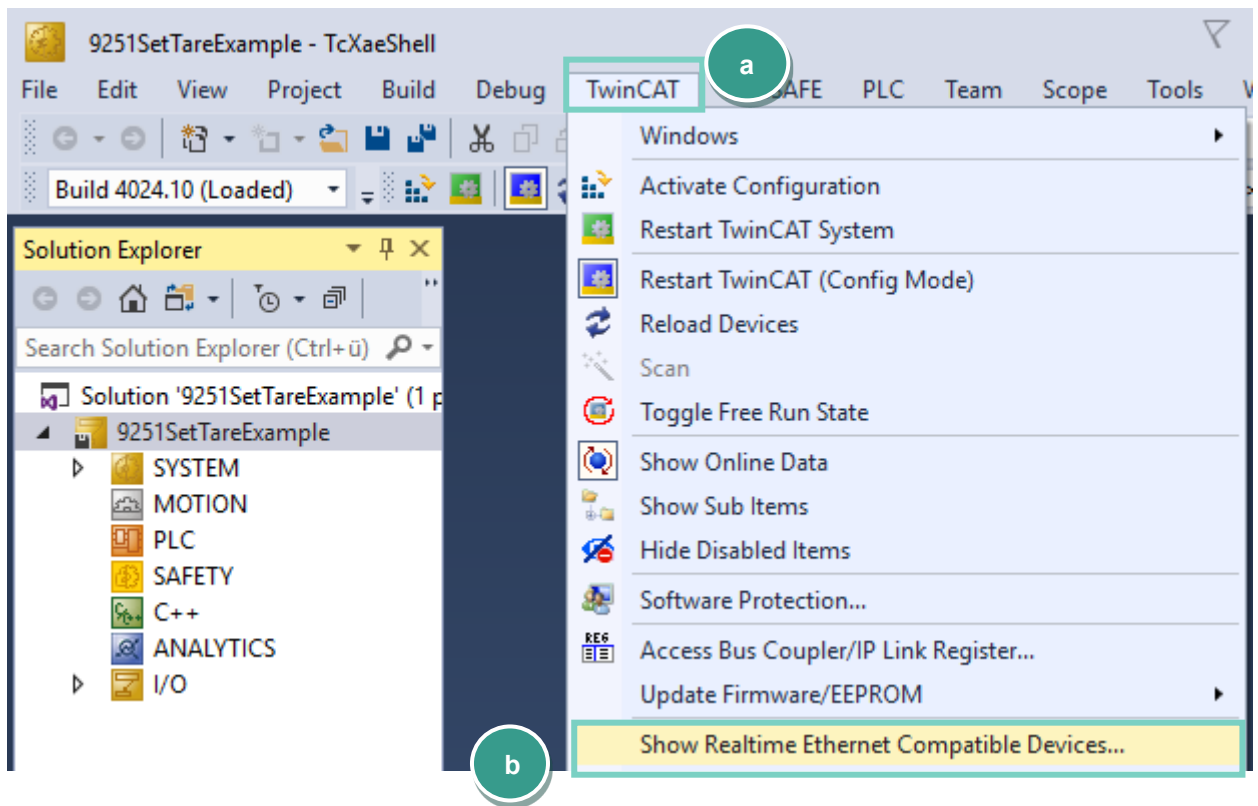 9251SetTareExample - TcXaeShell
File Edit View Project Build Debug TwinCAT a AFE PLC Team Scope Tools
Build 4024.10 (Loaded)
Solution Explorer
Search Solution Explorer (Ctrl+ü)
Solution '9251SetTareExample' (1 p
9251SetTareExample
SYSTEM
MOTION
PLC
SAFETY
C++
ANALYTICS
I/O
Windows
Activate Configuration
Restart TwinCAT System
Restart TwinCAT (Config Mode)
Reload Devices
Scan
Toggle Free Run State
Show Online Data
Show Sub Items
Hide Disabled Items
Software Protection...
REG
Access Bus Coupler/IP Link Register...
Update Firmware/EEPROM
b
Show Realtime Ethernet Compatible Devices...